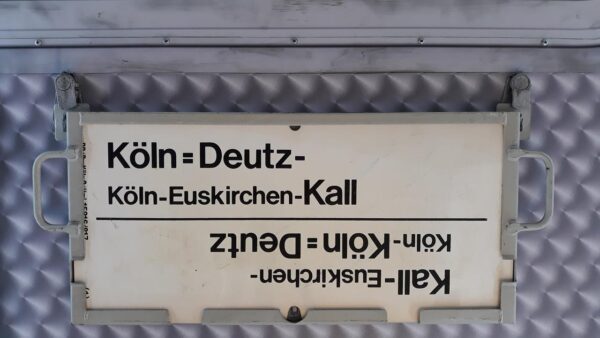 Köln=Deutz-
Köln-Euskirchen-Kall
Kall-Euskirchen-
Köln-Köln=Deutz